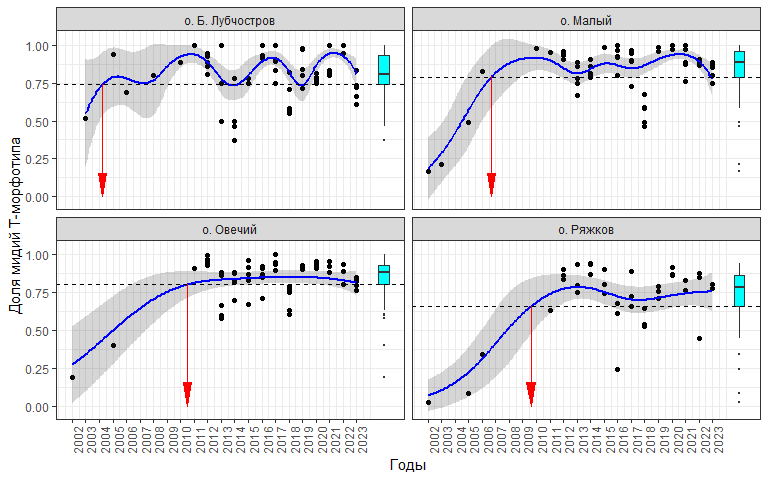 о. Б. Лубчостров
о. Малый
1.00
0.75
0.50
0.25
0.00
о. Овечий
о. Ряжков
1.00
0.75
0.50
0.25
0.00
Доля мидий Т-морфотипа
2002 2003 2004 2005 2006 2007 2008 2009 2010 2011 2012 2013 2014 2015 2016 2017 2018 2019 2020 2021 2022 2023
2002 2003 2004 2005 2006 2007 2008 2009 2010 2011 2012 2013 2014 2015 2016 2017 2018 2019 2020 2021 2022 2023
Годы